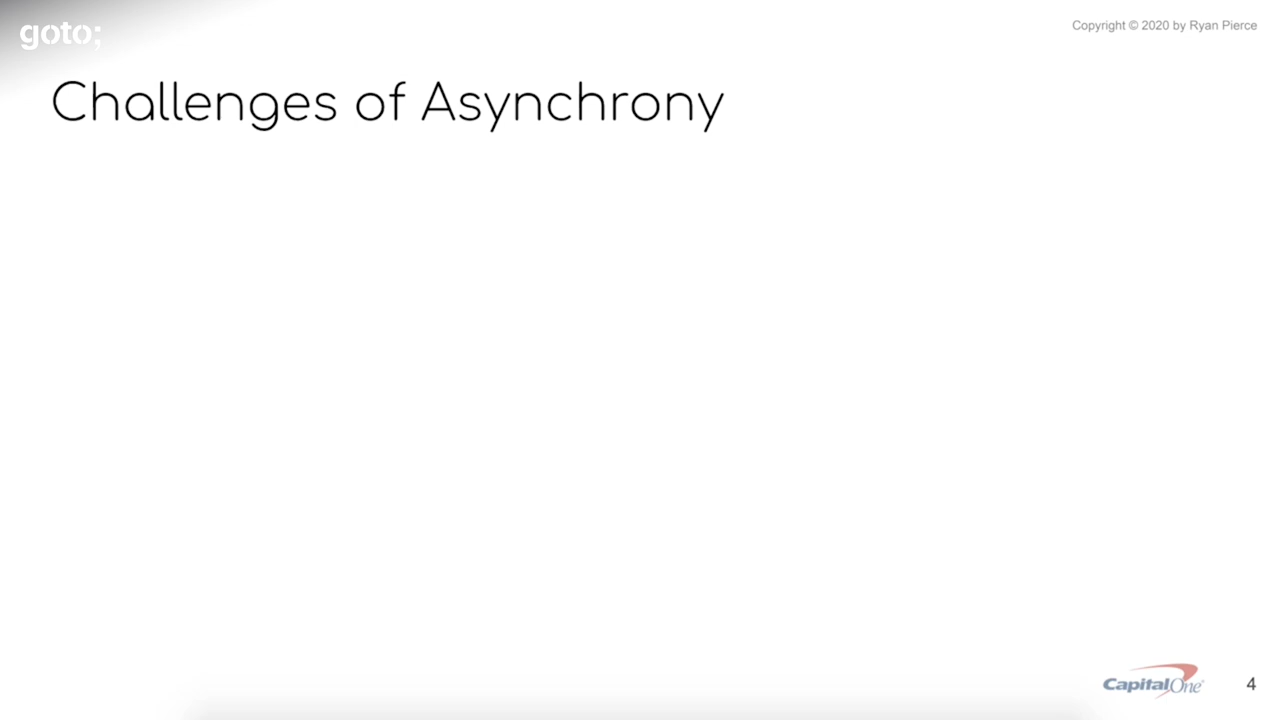 goto;
Copyright © 2020 by Ryan Pierce
Challenges of Asynchrony
CapitalOne
4